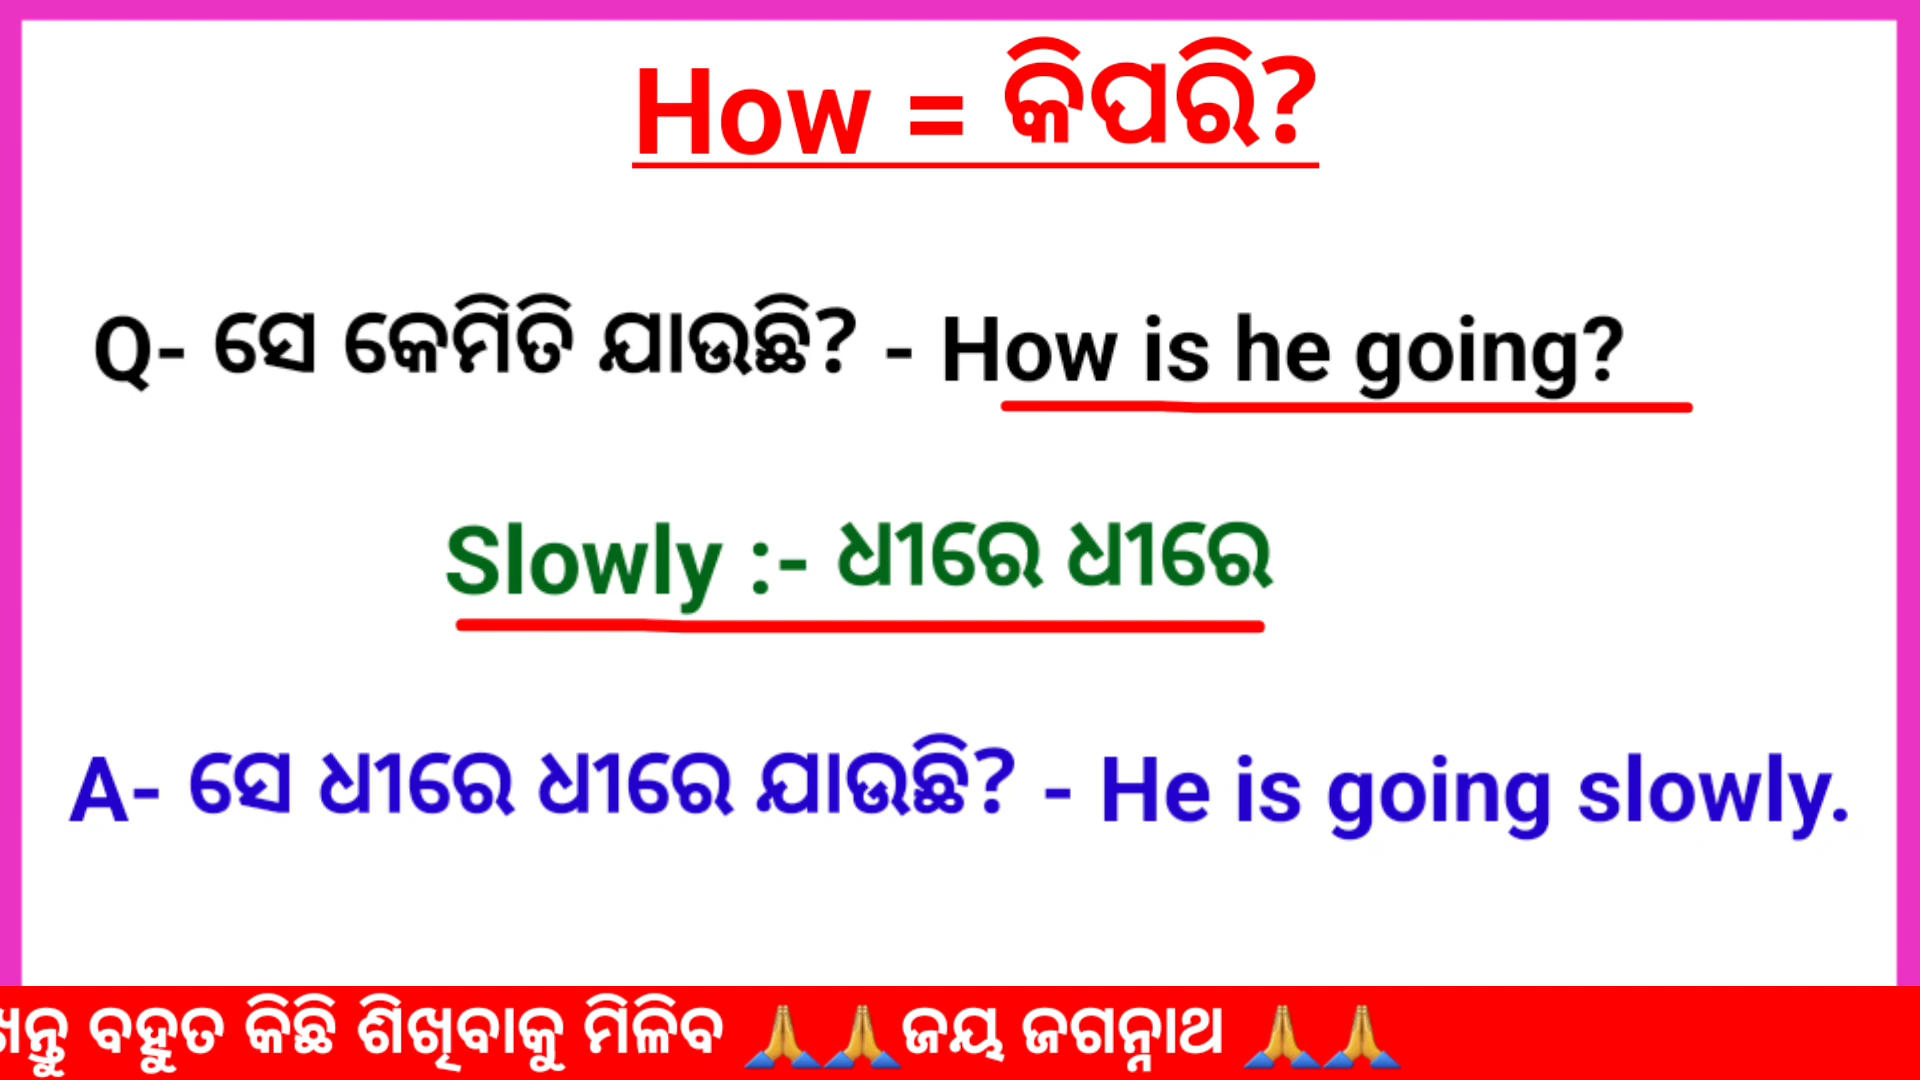 How = କିପରି?
Q- ସେ କେମିତି ଯାଉଛି? - How is he going?
Slowly :- ଧୀରେ ଧୀରେ
A- ସେ ଧୀରେ ଧୀରେ ଯାଉଛି? - He is going slowly.
ବହୁତ କିଛି ଶିଖିବାକୁ ମିଳିବ 🙏🙏ଜୟ ଜଗନ୍ନାଥ 🙏🙏